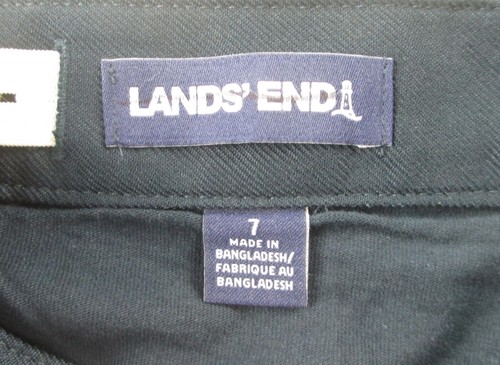 LANDS' END
7
MADE IN
BANGLADESH/
FABRIQUE AU
BANGLADESH